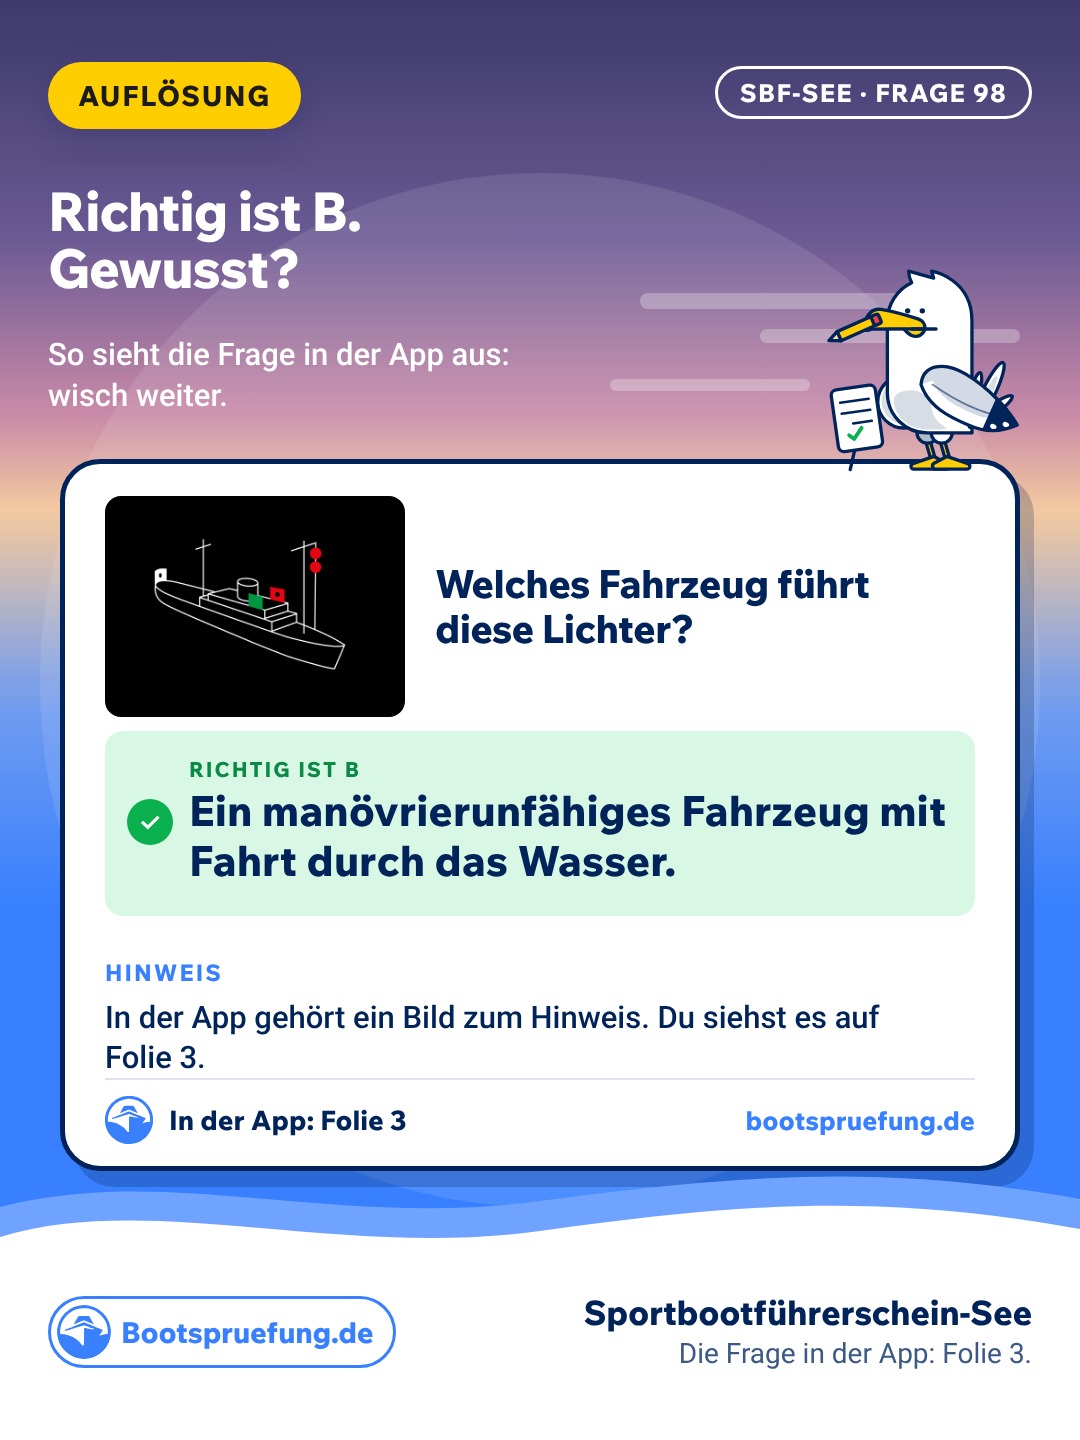 AUFLÖSUNG
SBF-SEE · FRAGE 98
Richtig ist B.
Gewusst?
So sieht die Frage in der App aus:
wisch weiter.
Welches Fahrzeug führt
diese Lichter?
RICHTIG IST B
Ein manövrierunfähiges Fahrzeug mit
Fahrt durch das Wasser.
HINWEIS
In der App gehört ein Bild zum Hinweis. Du siehst es auf
Folie 3.
In der App: Folie 3
bootspruefung.de
Bootspruefung.de
Sportbootführerschein-See
Die Frage in der App: Folie 3.